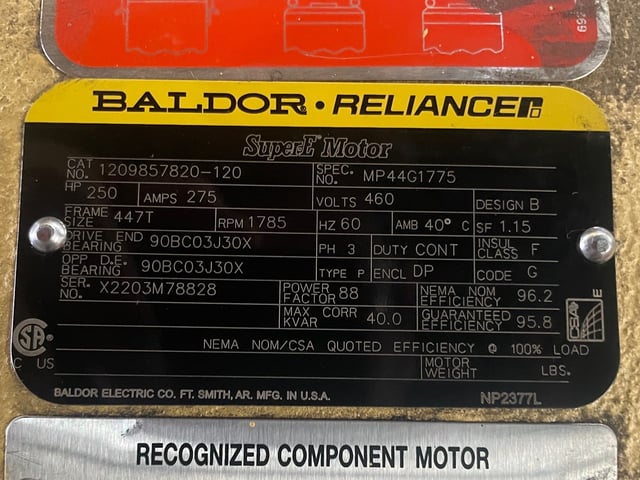 BALDOR • RELIANCE
Super-E Motor
CAT NO. 1209857820-120 SPEC. NO. MP44G1775
HP 250 AMPS 275 VOLTS 460 DESIGN B
FRAME SIZE 447T RPM 1785 HZ 60 AMB 40° C SF 1.15
DRIVE END BEARING 90BC03J30X PH 3 DUTY CONT INSUL CLASS F
OPP D.E. BEARING 90BC03J30X TYPE P ENCL DP CODE G
SER. NO. X2203M78828 POWER FACTOR 88 NEMA NOM EFFICIENCY 96.2
MAX CORR KVAR 40.0 GUARANTEED EFFICIENCY 95.8
NEMA NOM/CSA QUOTED EFFICIENCY @ 100% LOAD
MOTOR WEIGHT LBS.
C US
BALDOR ELECTRIC CO. FT. SMITH, AR. MFG. IN U.S.A. NP2377L
RECOGNIZED COMPONENT MOTOR